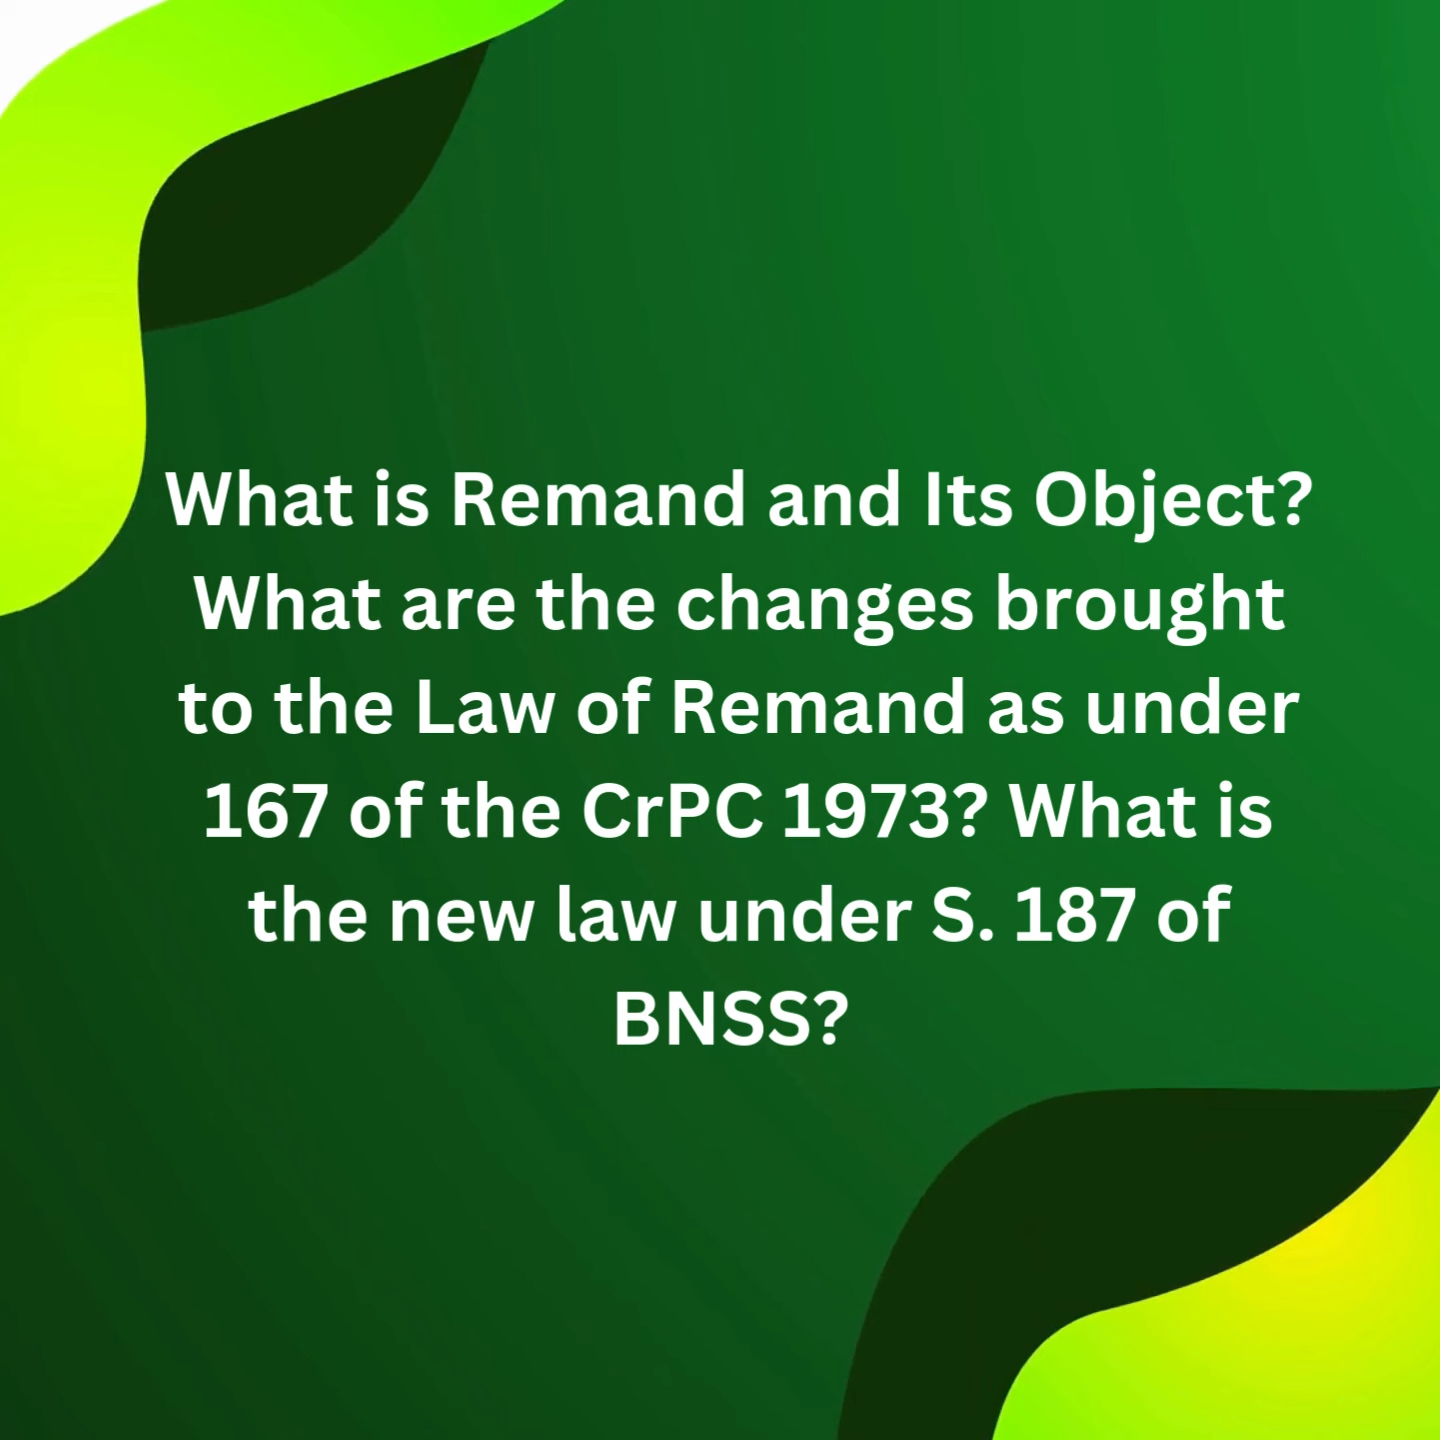 What is Remand and Its Object?
What are the changes brought
to the Law of Remand as under
167 of the CrPC 1973? What is
the new law under S. 187 of
BNSS?